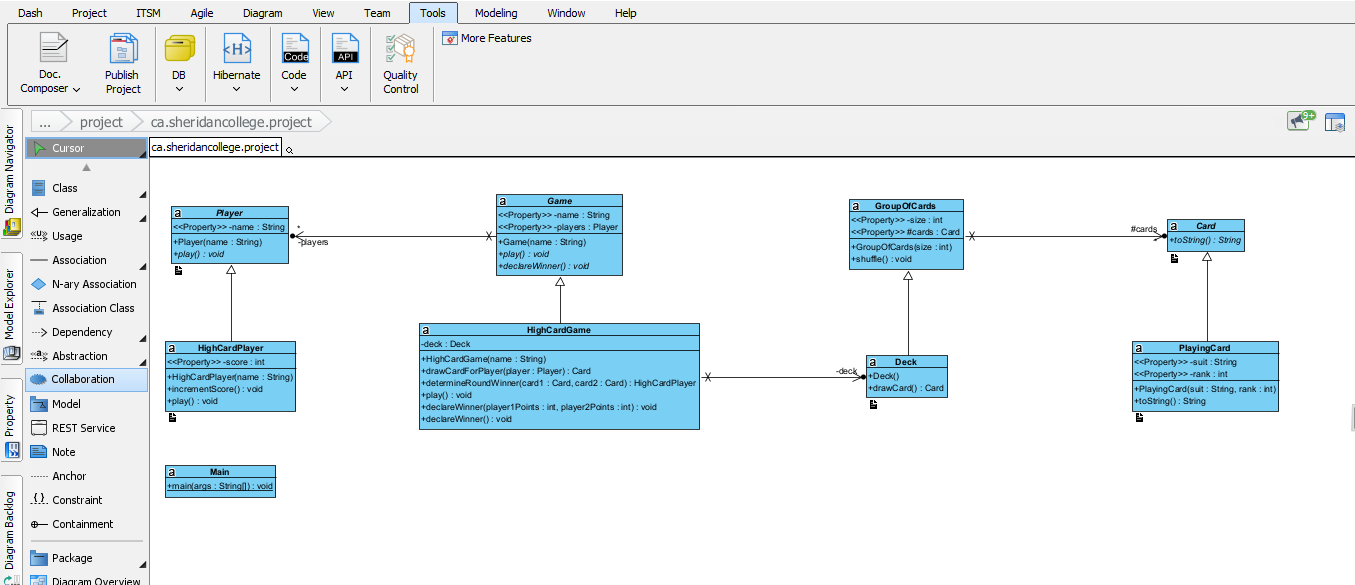 Dash Project ITSM Agile Diagram View Team Tools Modeling Window Help
Doc. Composer
Publish Project
DB
Hibernate
Code
Code
API
API
Quality Control
More Features
... project ca.sheridancollege.project
9+
Diagram Navigator
Model Explorer
Property
Diagram Backlog
Cursor
Class
Generalization
Usage
Association
N-ary Association
Association Class
Dependency
Abstraction
Collaboration
Model
REST Service
Note
Anchor
Constraint
Containment
Package
Diagram Overview
ca.sheridancollege.project
a
Player
<<Property>> -name : String
+Player(name : String)
+play() : void
*
-players
a
Game
<<Property>> -name : String
<<Property>> -players : Player
+Game(name : String)
+play() : void
+declareWinner() : void
a
GroupOfCards
<<Property>> -size : int
<<Property>> #cards : Card
+GroupOfCards(size : int)
+shuffle() : void
#cards
*
a
Card
+toString() : String
a
HighCardPlayer
<<Property>> -score : int
+HighCardPlayer(name : String)
+incrementScore() : void
+play() : void
a
HighCardGame
-deck : Deck
+HighCardGame(name : String)
+drawCardForPlayer(player : Player) : Card
+determineRoundWinner(card1 : Card, card2 : Card) : HighCardPlayer
+play() : void
+declareWinner(player1Points : int, player2Points : int) : void
+declareWinner() : void
-deck
a
Deck
+Deck()
+drawCard() : Card
a
PlayingCard
<<Property>> -suit : String
<<Property>> -rank : int
+PlayingCard(suit : String, rank : int)
+toString() : String
a
Main
+main(args : String[]) : void